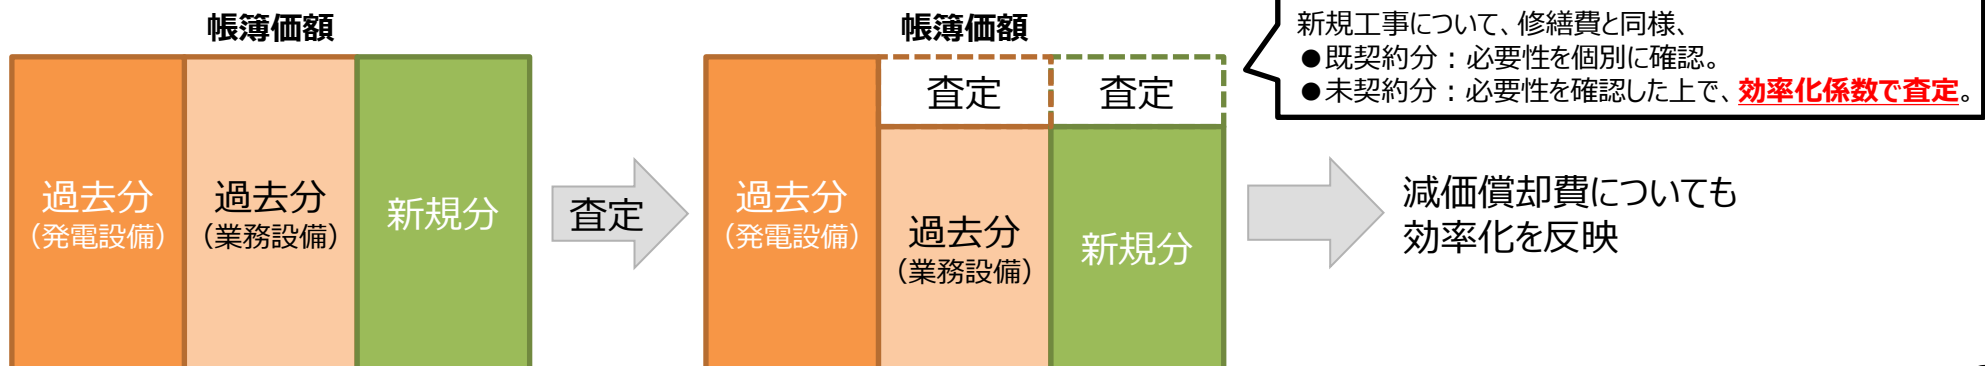 帳簿価額
過去分
（発電設備）
過去分
（業務設備）
新規分
査定
帳簿価額
査定
査定
過去分
（発電設備）
過去分
（業務設備）
新規分
新規工事について、修繕費と同様、
●既契約分：必要性を個別に確認。
●未契約分：必要性を確認した上で、効率化係数で査定。
減価償却費についても
効率化を反映